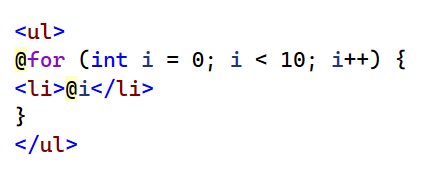 <ul>
@for (int i = 0; i < 10; i++) {
<li>@i</li>
}
</ul>